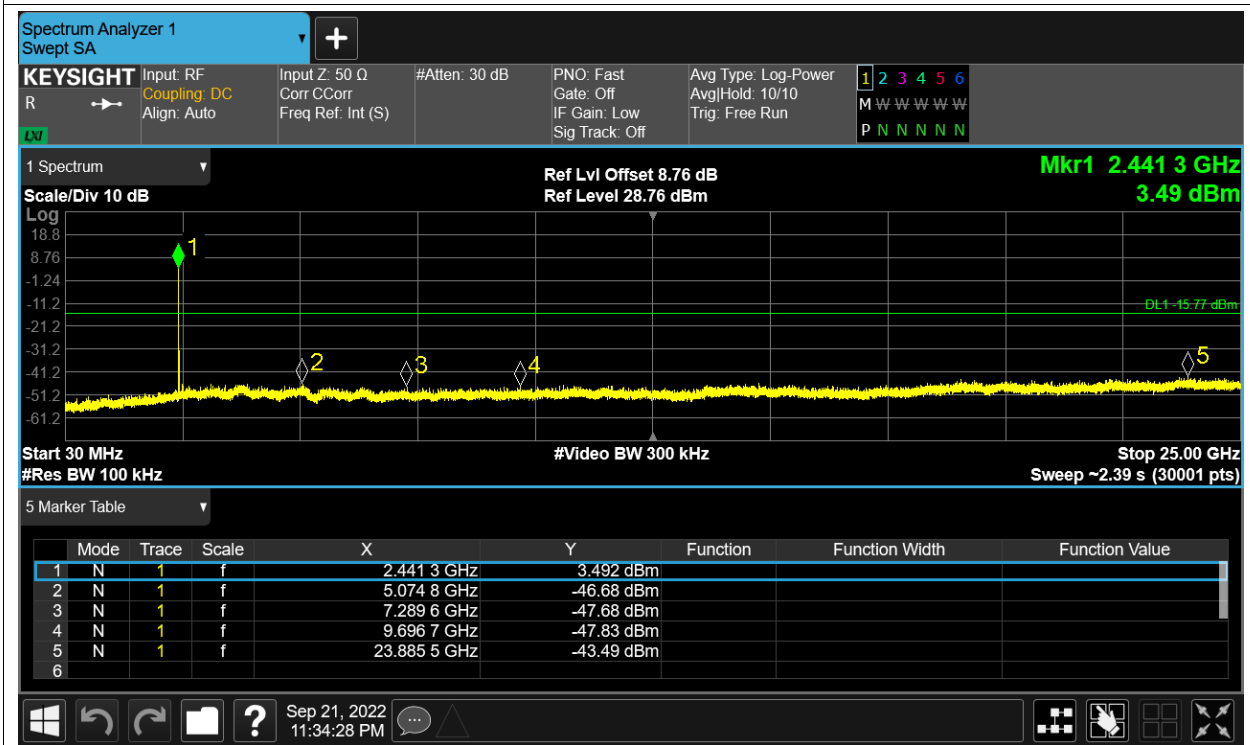 Spectrum Analyzer 1
Swept SA
+
KEYSIGHT Input: RF Input Z: 50 Ω #Atten: 30 dB PNO: Fast Avg Type: Log-Power 1 2 3 4 5 6
R Coupling: DC Corr CCorr Gate: Off Avg|Hold: 10/10 M W W W W W
Align: Auto Freq Ref: Int (S) IF Gain: Low Trig: Free Run
LXI Sig Track: Off P N N N N N
1 Spectrum Ref Lvl Offset 8.76 dB Mkr1 2.441 3 GHz
Scale/Div 10 dB Ref Level 28.76 dBm 3.49 dBm
Log
18.8
1
8.76
-1.24
-11.2 DL1 -15.77 dBm
-21.2
-31.2
2 3 4 5
-41.2
-51.2
-61.2
Start 30 MHz #Video BW 300 kHz Stop 25.00 GHz
#Res BW 100 kHz Sweep ~2.39 s (30001 pts)
5 Marker Table
Mode Trace Scale X Y Function Function Width Function Value
1 N 1 f 2.441 3 GHz 3.492 dBm
2 N 1 f 5.074 8 GHz -46.68 dBm
3 N 1 f 7.289 6 GHz -47.68 dBm
4 N 1 f 9.696 7 GHz -47.83 dBm
5 N 1 f 23.885 5 GHz -43.49 dBm
6
? Sep 21, 2022
11:34:28 PM